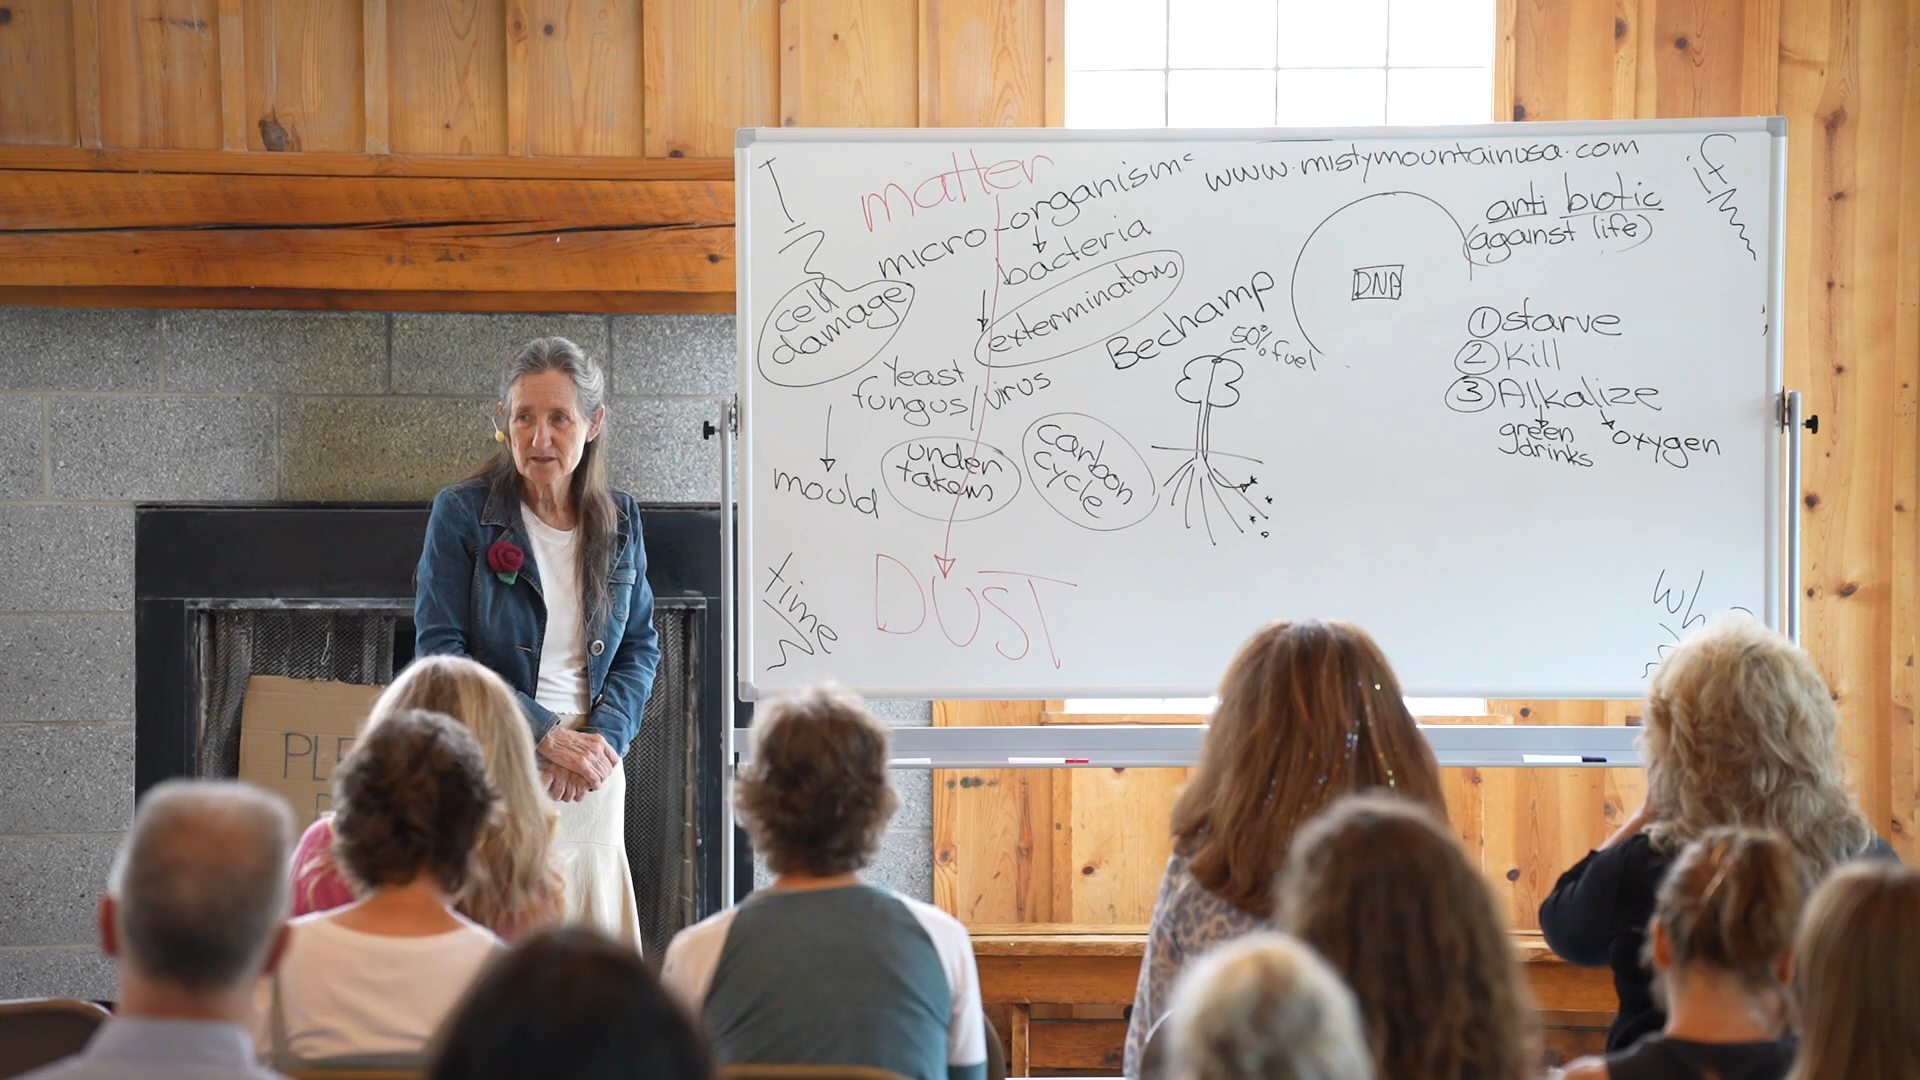 matter
micro-organism
www.mistymountainusa.com
if
anti biotic
(against life)
bacteria
exterminators
cell
damage
DNA
Bechamp
50%
fuel
① starve
② Kill
③ Alkalize
green
drinks
oxygen
Yeast
fungus/virus
mould
under
takers
carbon
cycle
time
DUST